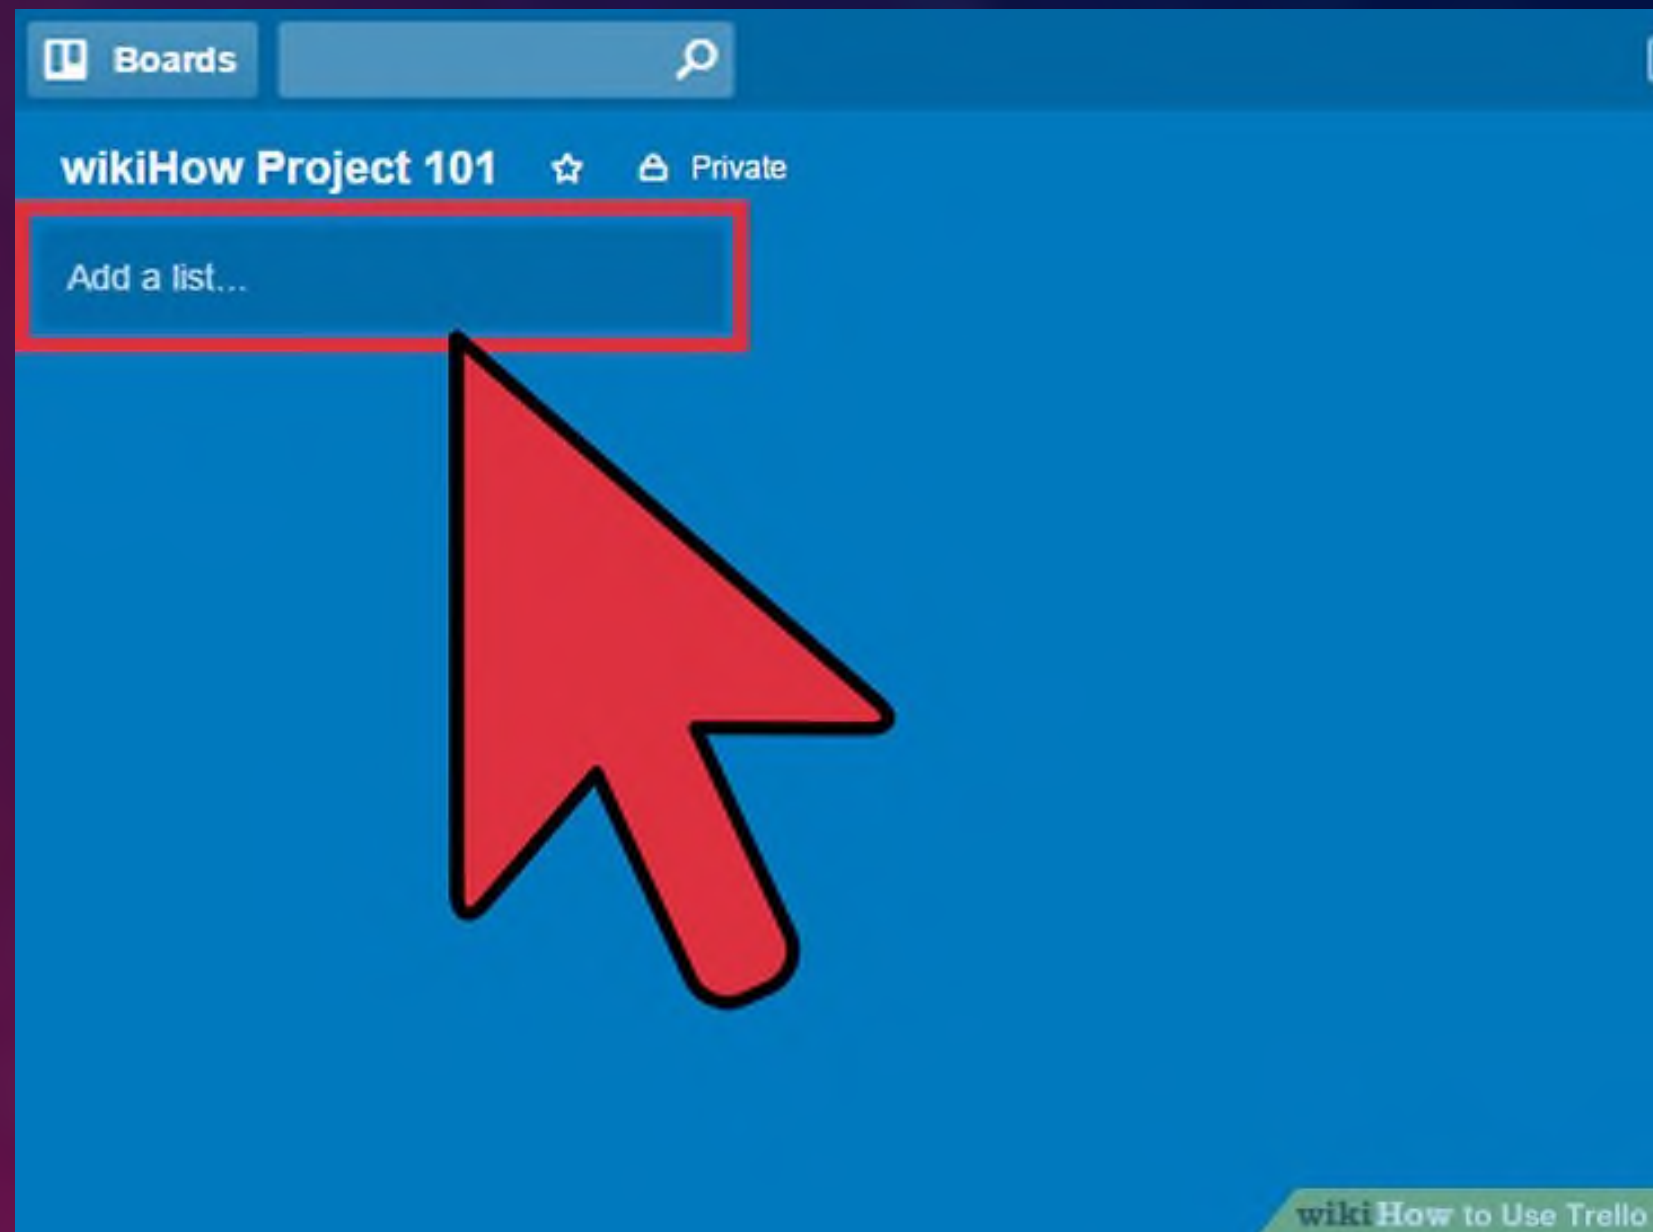 Boards
wikiHow Project 101 Private
Add a list...
wikiHow to Use Trello